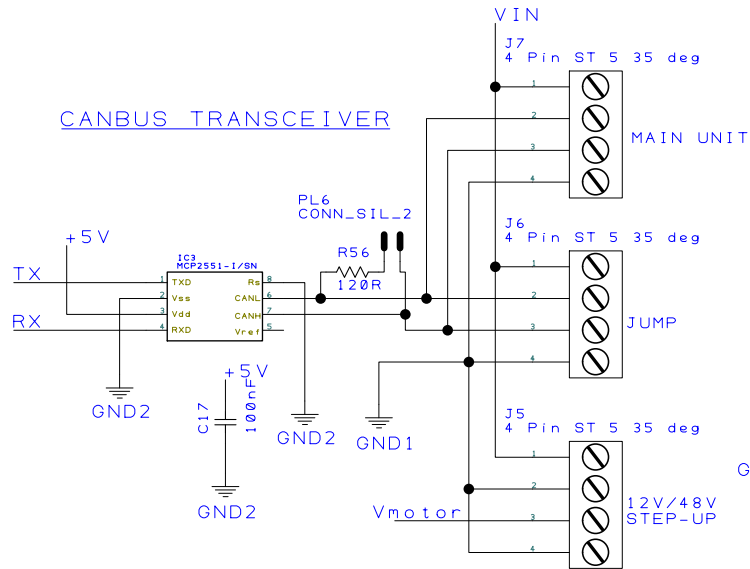 VIN
J7
4 Pin ST 5 35 deg
1
2
3
4
MAIN UNIT
CANBUS TRANSCEIVER
PL6
CONN_SIL_2
R56
120R
J6
4 Pin ST 5 35 deg
1
2
3
4
JUMP
+5V
IC3
MCP2551-I/SN
TX
RX
1 TXD Rs 8
2 Vss CANL 6
3 Vdd CANH 7
4 RXD Vref 5
GND2
+5V
C17
100nF
GND2
GND2
GND1
J5
4 Pin ST 5 35 deg
1
2
3
4
Vmotor
12V/48V
STEP-UP
G